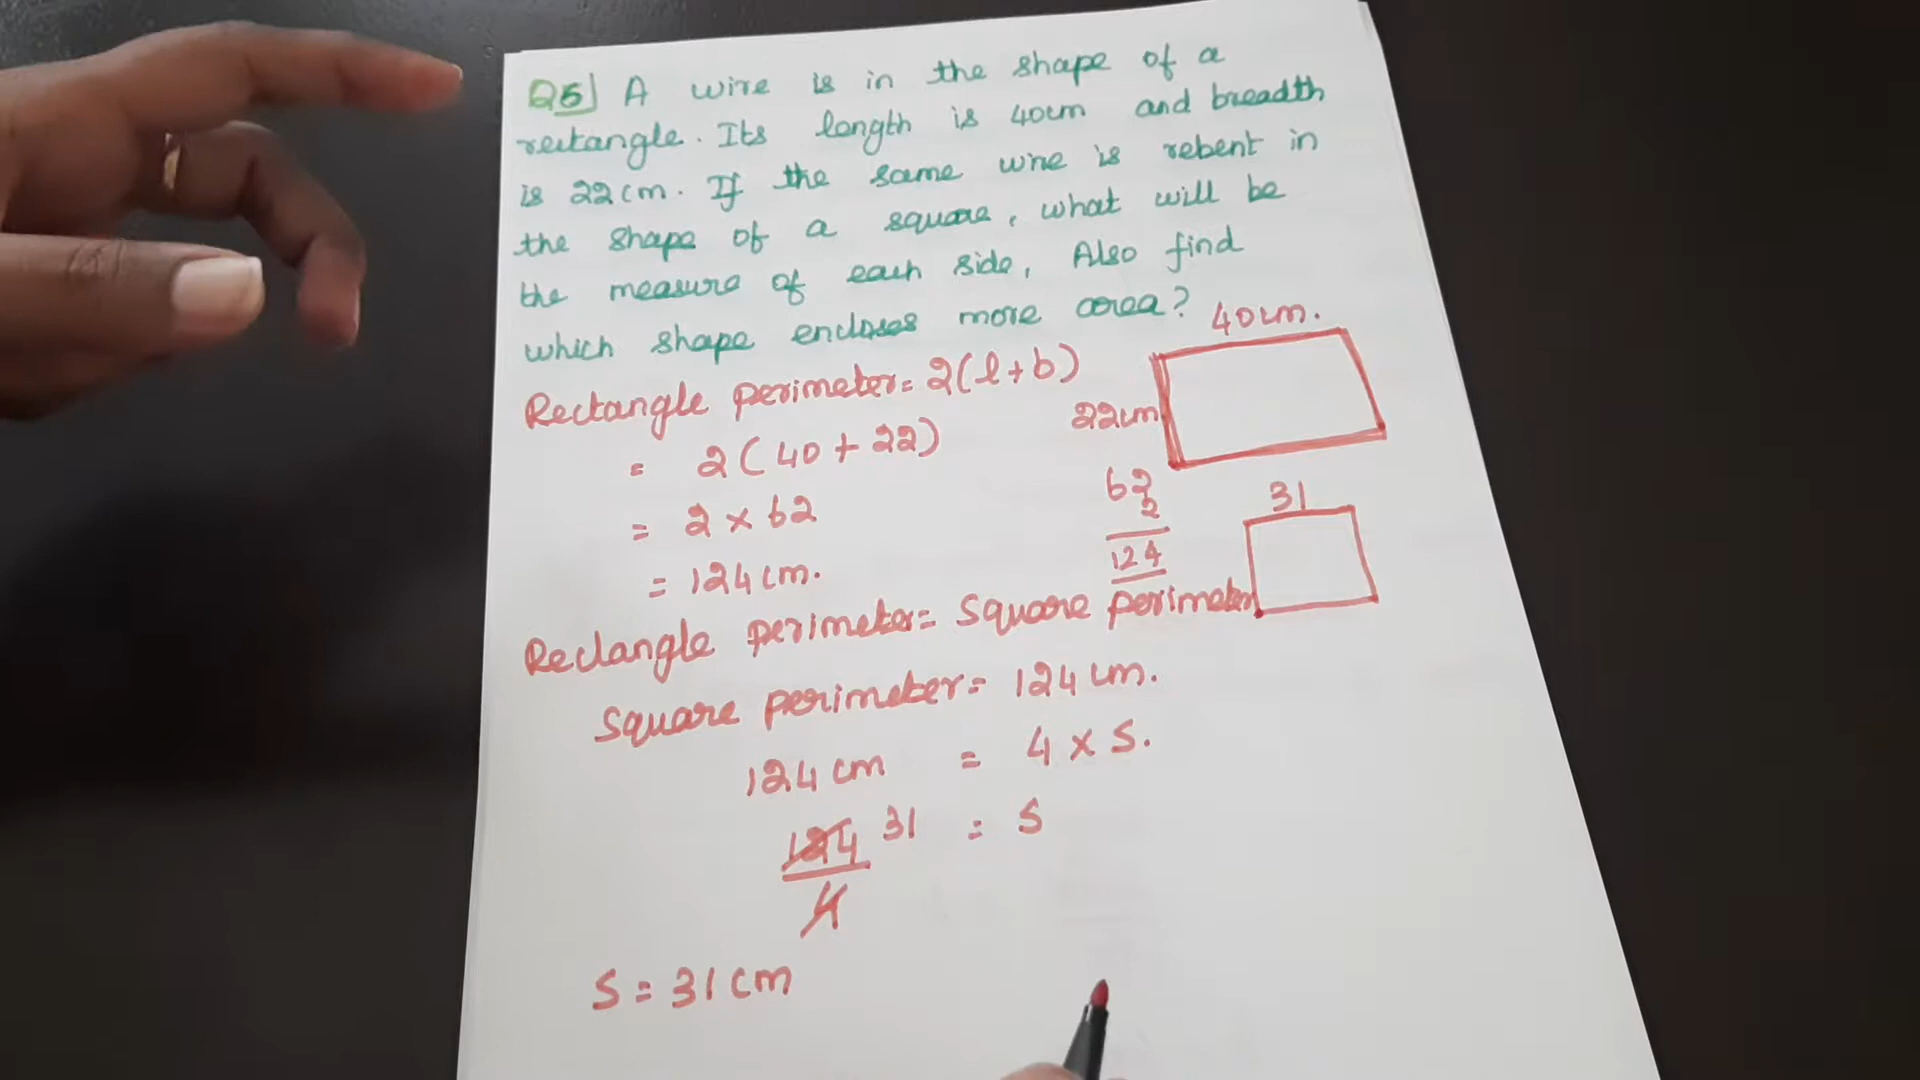 Q5] A wire is in the shape of a
rectangle. Its length is 40cm and breadth
is 22cm. If the same wire is rebent in
the shape of a square, what will be
the measure of each side, Also find
which shape encloses more area?
40cm.
Rectangle perimeter= 2(l+b)
22cm
= 2(40+22)
= 2×62
= 124cm.
62
2
124
31
Rectangle perimeter= Square perimeter
Square perimeter= 124cm.
124cm = 4×S.
124 31 = S
4
S = 31cm